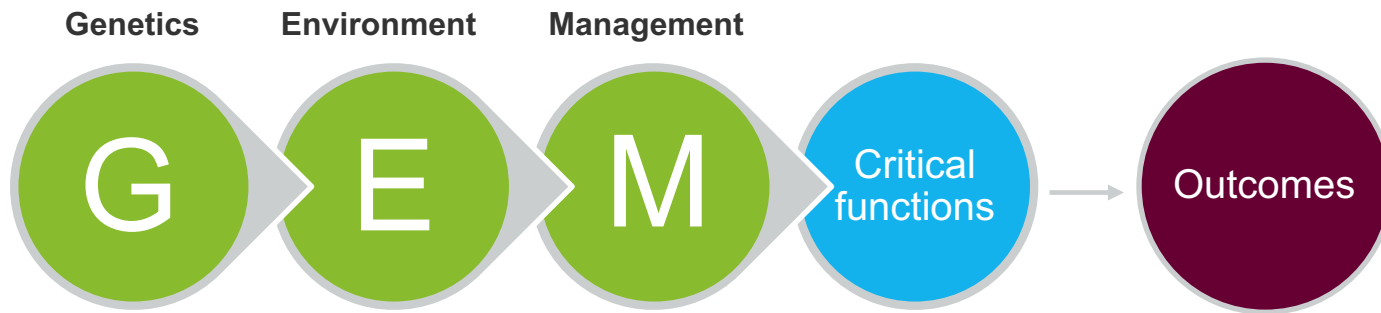 Genetics
Environment
Management
G
E
M
Critical
functions
Outcomes